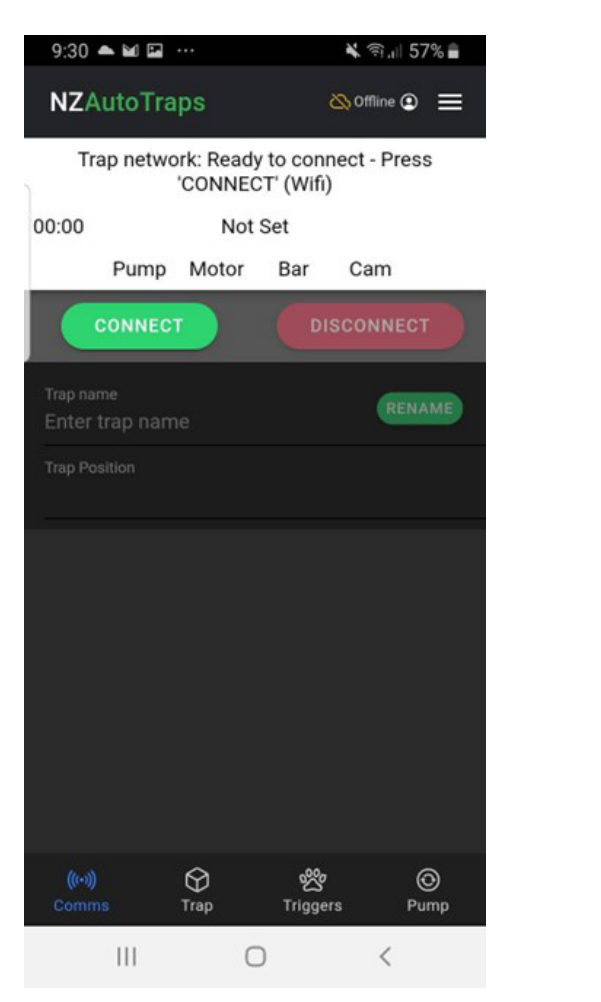 9:30 57%
NZAutoTraps Offline
Trap network: Ready to connect - Press
'CONNECT' (Wifi)
00:00 Not Set
Pump Motor Bar Cam
CONNECT DISCONNECT
Trap name
Enter trap name RENAME
Trap Position
Comms Trap Triggers Pump